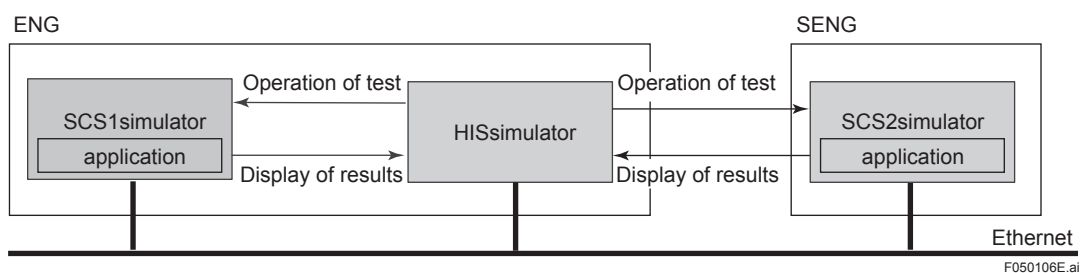 ENG
SENG
Operation of test
Operation of test
SCS1simulator
application
HISsimulator
SCS2simulator
application
Display of results
Display of results
Ethernet
F050106E.ai